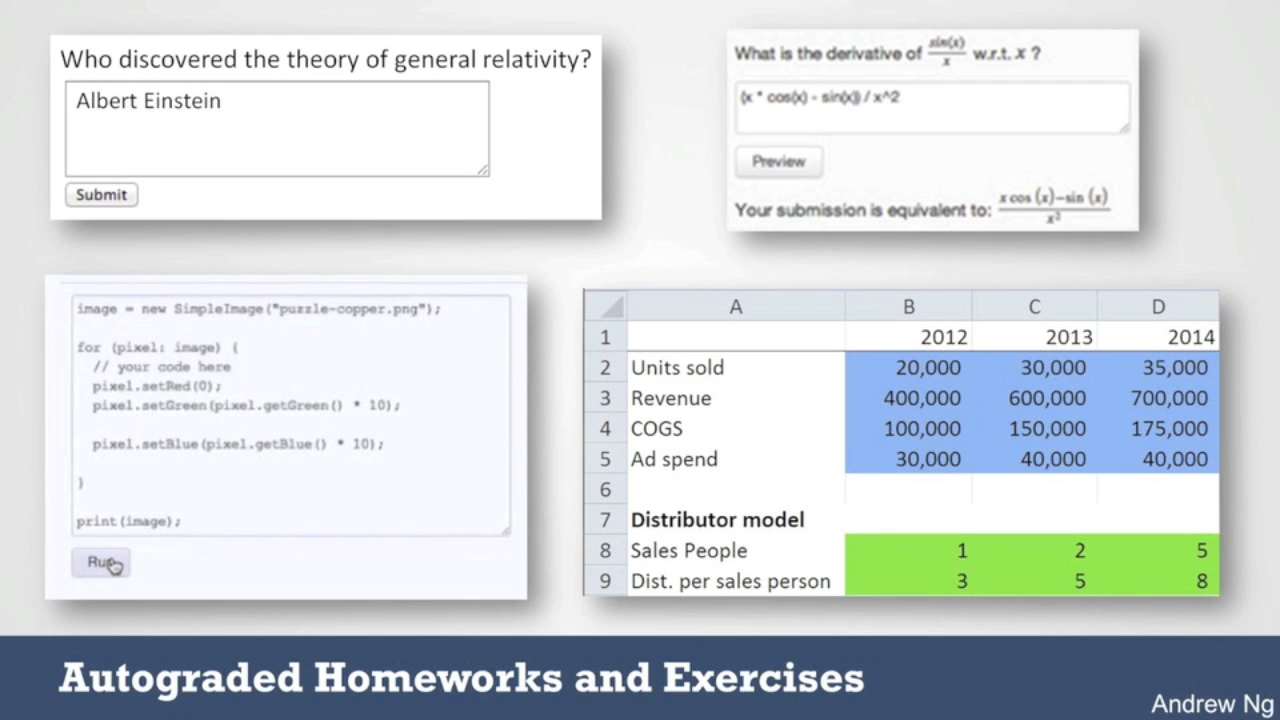 Who discovered the theory of general relativity?
Albert Einstein
Submit
What is the derivative of sin(x)/x w.r.t. x ?
(x * cos(x) - sin(x)) / x^2
Preview
Your submission is equivalent to: x cos (x)−sin (x) / x²
image = new SimpleImage("puzzle-copper.png");
for (pixel: image) {
// your code here
pixel.setRed(0);
pixel.setGreen(pixel.getGreen() * 10);
pixel.setBlue(pixel.getBlue() * 10);
}
print(image);
Run
A B C D
1 2012 2013 2014
2 Units sold 20,000 30,000 35,000
3 Revenue 400,000 600,000 700,000
4 COGS 100,000 150,000 175,000
5 Ad spend 30,000 40,000 40,000
6
7 Distributor model
8 Sales People 1 2 5
9 Dist. per sales person 3 5 8
Autograded Homeworks and Exercises
Andrew Ng